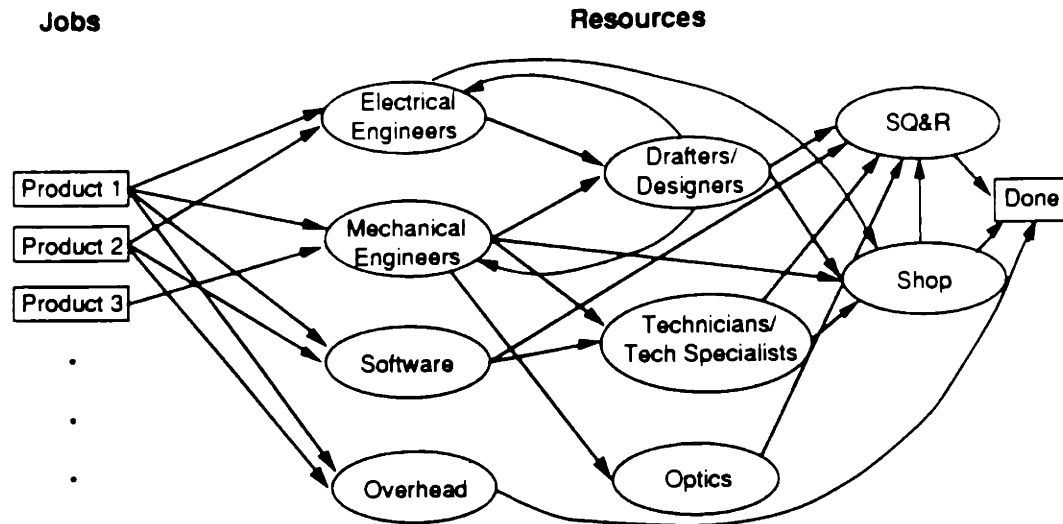 Jobs
Resources
Electrical
Engineers
SQ&R
Drafters/
Designers
Product 1
Done
Mechanical
Engineers
Product 2
Shop
Product 3
Technicians/
Tech Specialists
Software
Overhead
Optics